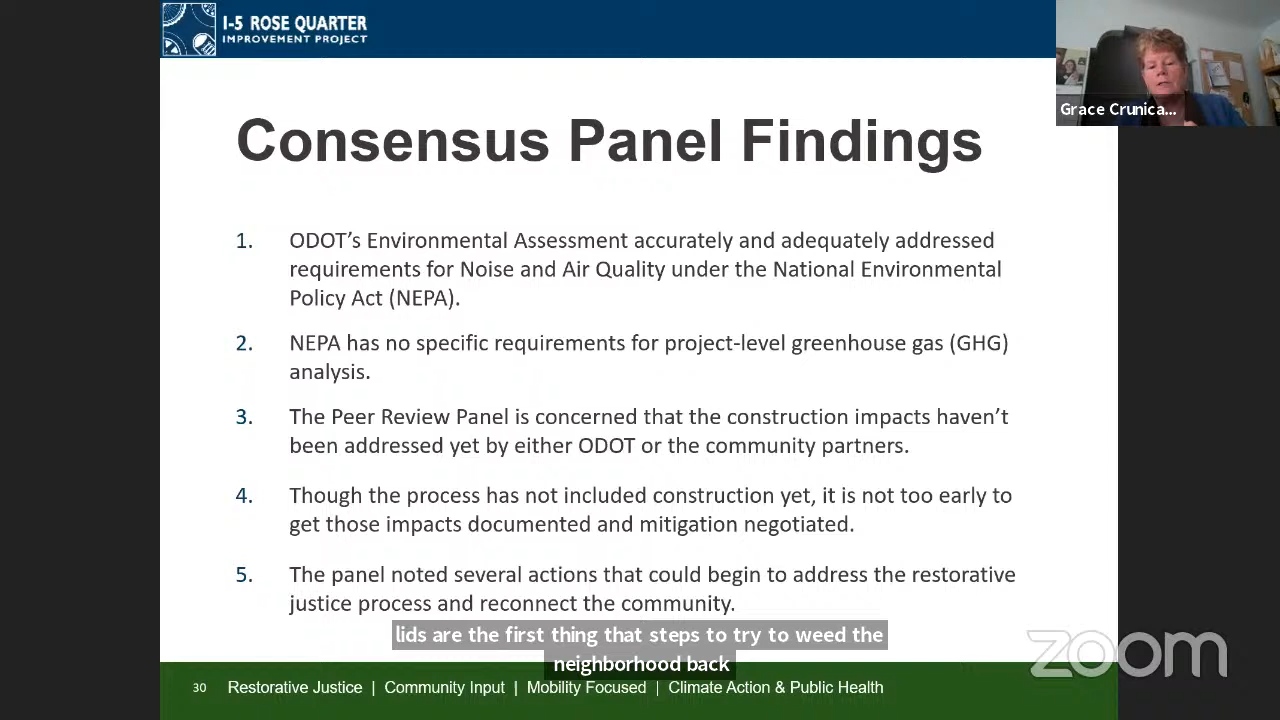 I-5 ROSE QUARTER
IMPROVEMENT PROJECT
Grace Crunica...
Consensus Panel Findings
1. ODOT’s Environmental Assessment accurately and adequately addressed
requirements for Noise and Air Quality under the National Environmental
Policy Act (NEPA).
2. NEPA has no specific requirements for project-level greenhouse gas (GHG)
analysis.
3. The Peer Review Panel is concerned that the construction impacts haven’t
been addressed yet by either ODOT or the community partners.
4. Though the process has not included construction yet, it is not too early to
get those impacts documented and mitigation negotiated.
5. The panel noted several actions that could begin to address the restorative
justice process and reconnect the community.
lids are the first thing that steps to try to weed the
neighborhood back
zoom
30 Restorative Justice | Community Input | Mobility Focused | Climate Action & Public Health